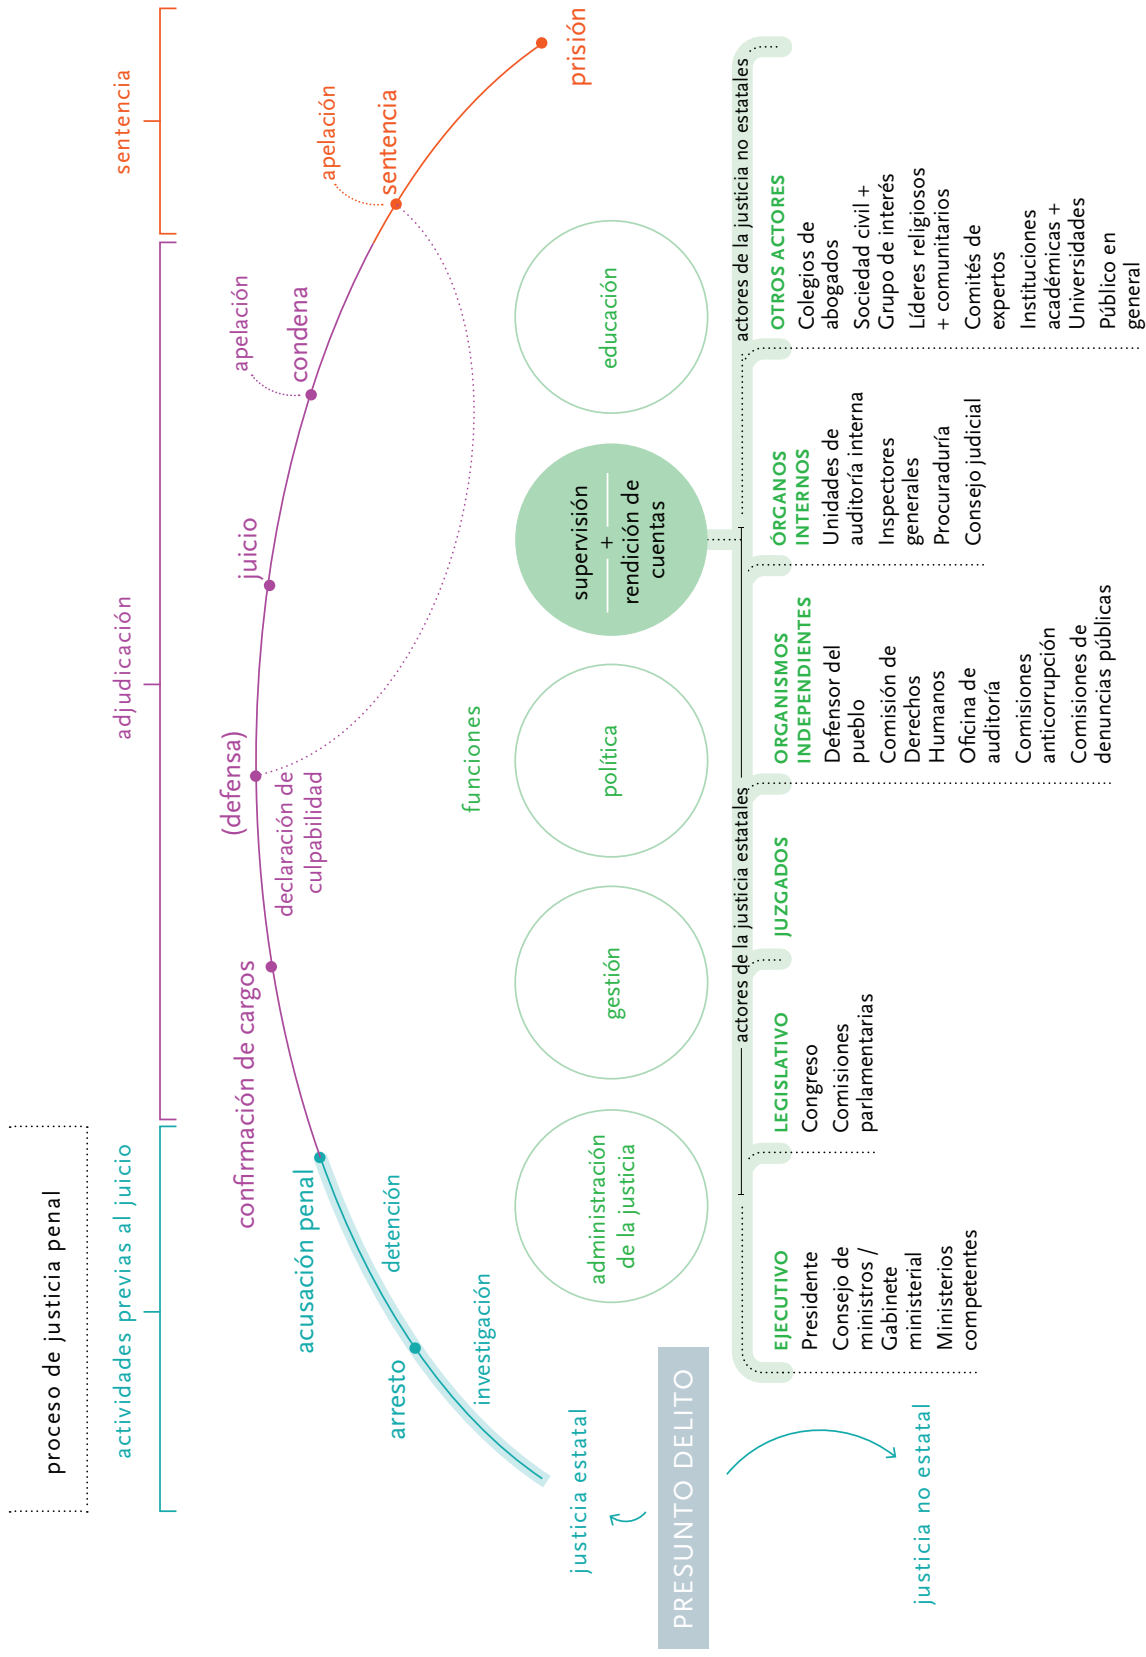 proceso de justicia penal
actividades previas al juicio
adjudicación
sentencia
PRESUNTO DELITO
justicia estatal
justicia no estatal
investigación
arresto
detención
acusación penal
confirmación de cargos
(defensa)
declaración de
culpabilidad
juicio
condena
apelación
sentencia
apelación
prisión
funciones
administración
de la justicia
gestión
política
supervisión
+
rendición de
cuentas
educación
actores de la justicia estatales
actores de la justicia no estatales
EJECUTIVO
Presidente
Consejo de
ministros /
Gabinete
ministerial
Ministerios
competentes
LEGISLATIVO
Congreso
Comisiones
parlamentarias
JUZGADOS
ORGANISMOS
INDEPENDIENTES
Defensor del
pueblo
Comisión de
Derechos
Humanos
Oficina de
auditoría
Comisiones
anticorrupción
Comisiones de
denuncias públicas
ÓRGANOS
INTERNOS
Unidades de
auditoría interna
Inspectores
generales
Procuraduría
Consejo judicial
OTROS ACTORES
Colegios de
abogados
Sociedad civil +
Grupo de interés
Líderes religiosos
+ comunitarios
Comités de
expertos
Instituciones
académicas +
Universidades
Público en
general